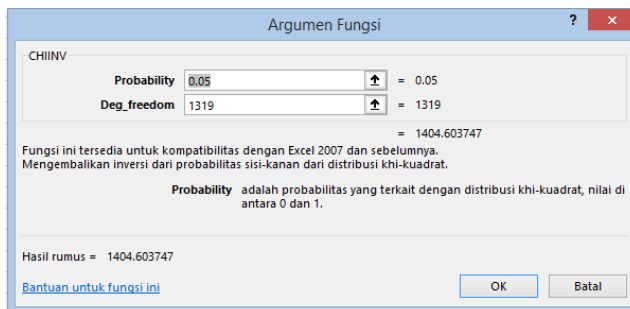 Argumen Fungsi ? ×
CHIINV
Probability 0.05 = 0.05
Deg_freedom 1319 = 1319
= 1404.603747
Fungsi ini tersedia untuk kompatibilitas dengan Excel 2007 dan sebelumnya.
Mengembalikan inversi dari probabilitas sisi-kanan dari distribusi khi-kuadrat.
Probability adalah probabilitas yang terkait dengan distribusi khi-kuadrat, nilai di
antara 0 dan 1.
Hasil rumus = 1404.603747
Bantuan untuk fungsi ini OK Batal